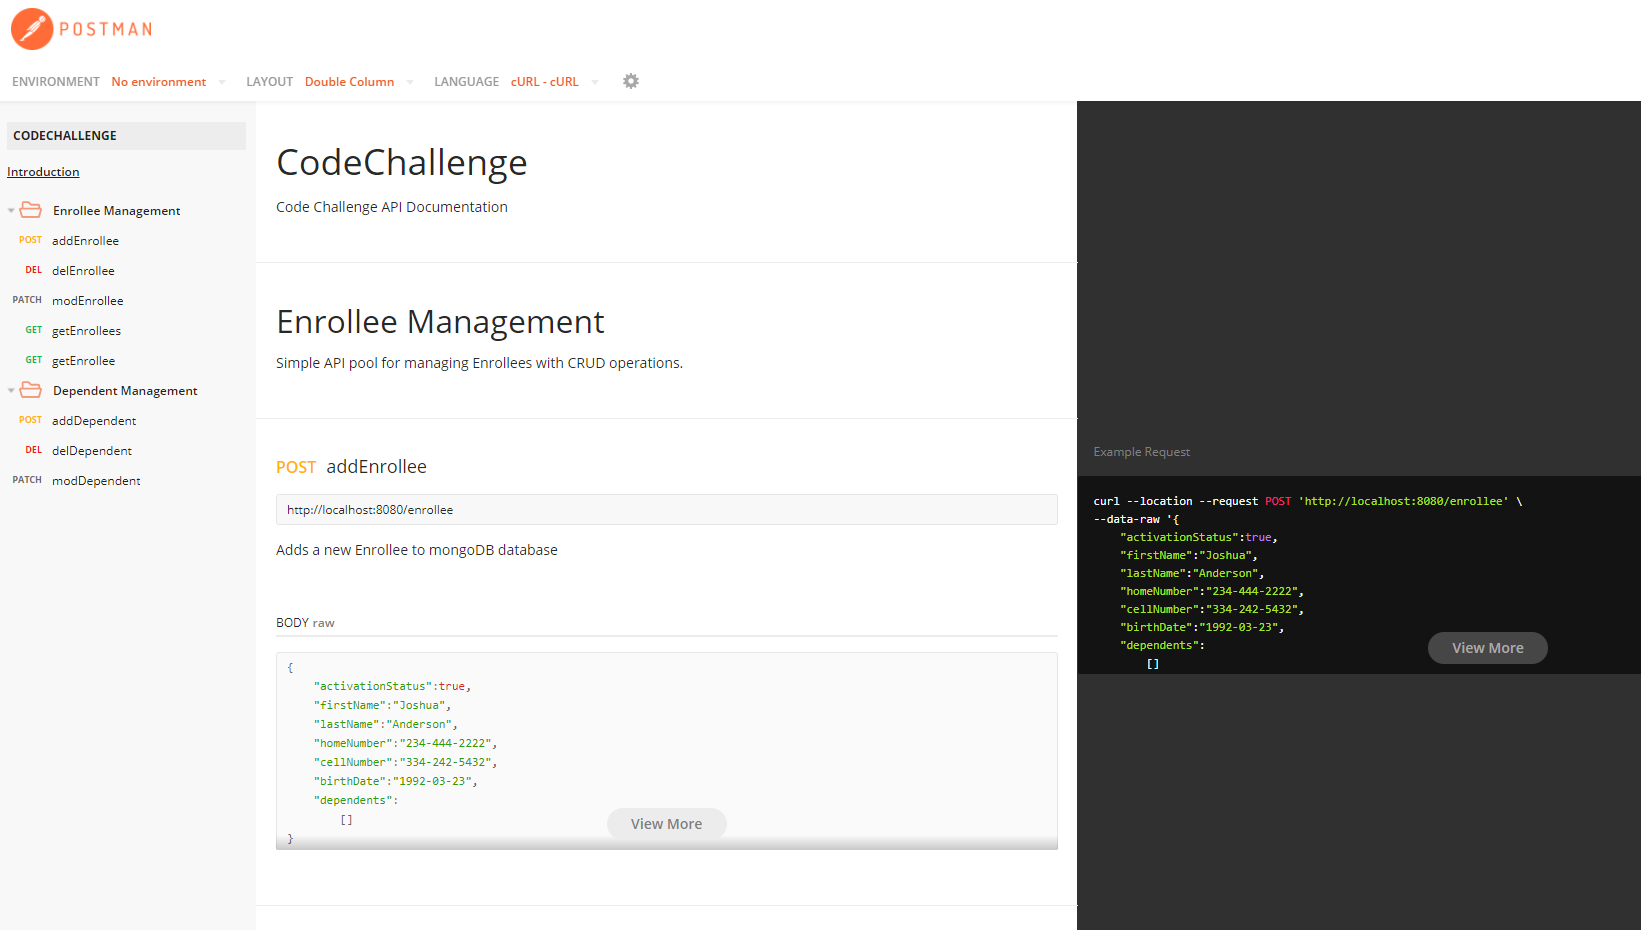 POSTMAN
ENVIRONMENT No environment LAYOUT Double Column LANGUAGE cURL - cURL
CODECHALLENGE
Introduction
Enrollee Management
POST addEnrollee
DEL delEnrollee
PATCH modEnrollee
GET getEnrollees
GET getEnrollee
Dependent Management
POST addDependent
DEL delDependent
PATCH modDependent
CodeChallenge
Code Challenge API Documentation
Enrollee Management
Simple API pool for managing Enrollees with CRUD operations.
POST addEnrollee
http://localhost:8080/enrollee
Adds a new Enrollee to mongoDB database
BODY raw
{
"activationStatus":true,
"firstName":"Joshua",
"lastName":"Anderson",
"homeNumber":"234-444-2222",
"cellNumber":"334-242-5432",
"birthDate":"1992-03-23",
"dependents":
[]
}
View More
Example Request
curl --location --request POST 'http://localhost:8080/enrollee' \
--data-raw '{
"activationStatus":true,
"firstName":"Joshua",
"lastName":"Anderson",
"homeNumber":"234-444-2222",
"cellNumber":"334-242-5432",
"birthDate":"1992-03-23",
"dependents":
[]
View More